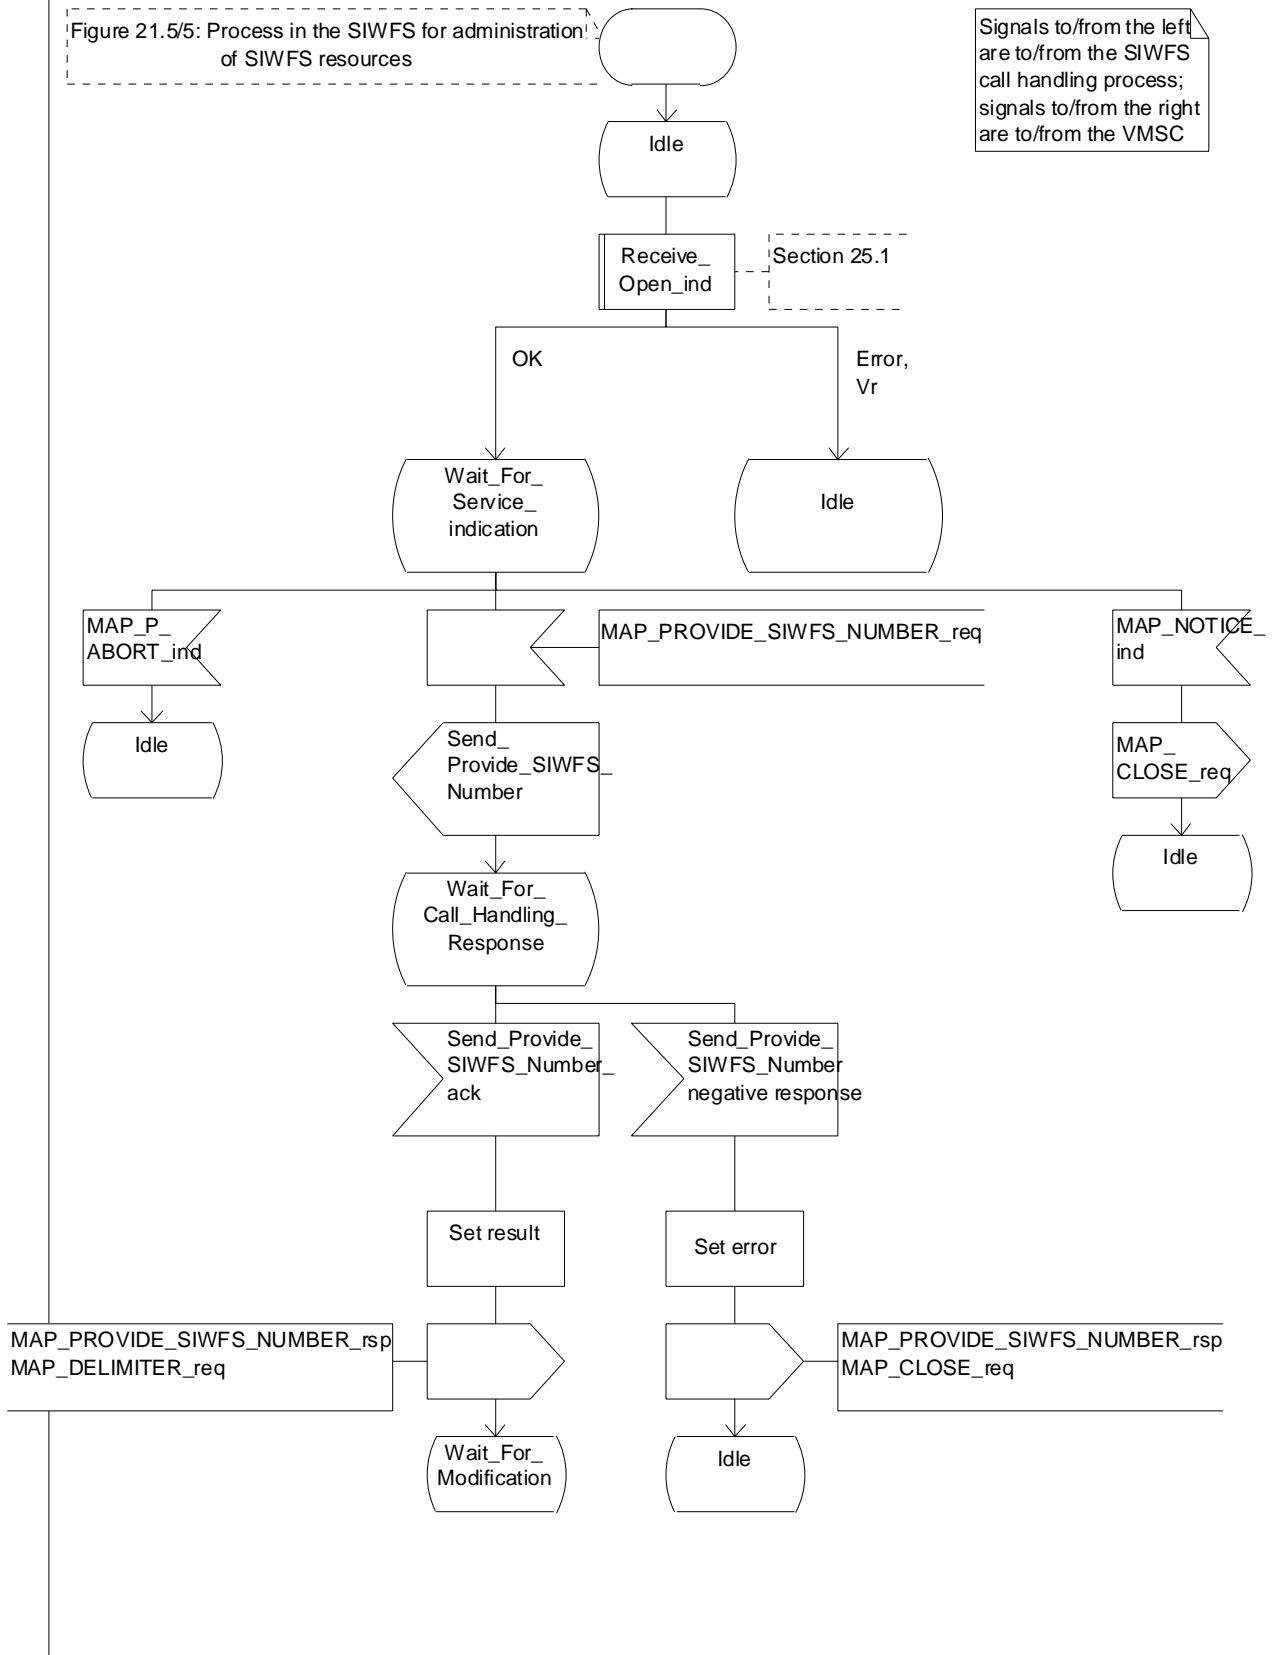 Figure 21.5/5: Process in the SIWFS for administration
of SIWFS resources
Signals to/from the left
are to/from the SIWFS
call handling process;
signals to/from the right
are to/from the VMSC
Idle
Receive_
Open_ind
Section 25.1
OK
Error,
Vr
Wait_For_
Service_
indication
Idle
MAP_P_
ABORT_ind
MAP_PROVIDE_SIWFS_NUMBER_req
MAP_NOTICE_
ind
Idle
Send_
Provide_SIWFS_
Number
MAP_
CLOSE_req
Idle
Wait_For_
Call_Handling_
Response
Send_Provide_
SIWFS_Number_
ack
Send_Provide_
SIWFS_Number
negative response
Set result
Set error
MAP_PROVIDE_SIWFS_NUMBER_rsp
MAP_DELIMITER_req
MAP_PROVIDE_SIWFS_NUMBER_rsp
MAP_CLOSE_req
Wait_For_
Modification
Idle